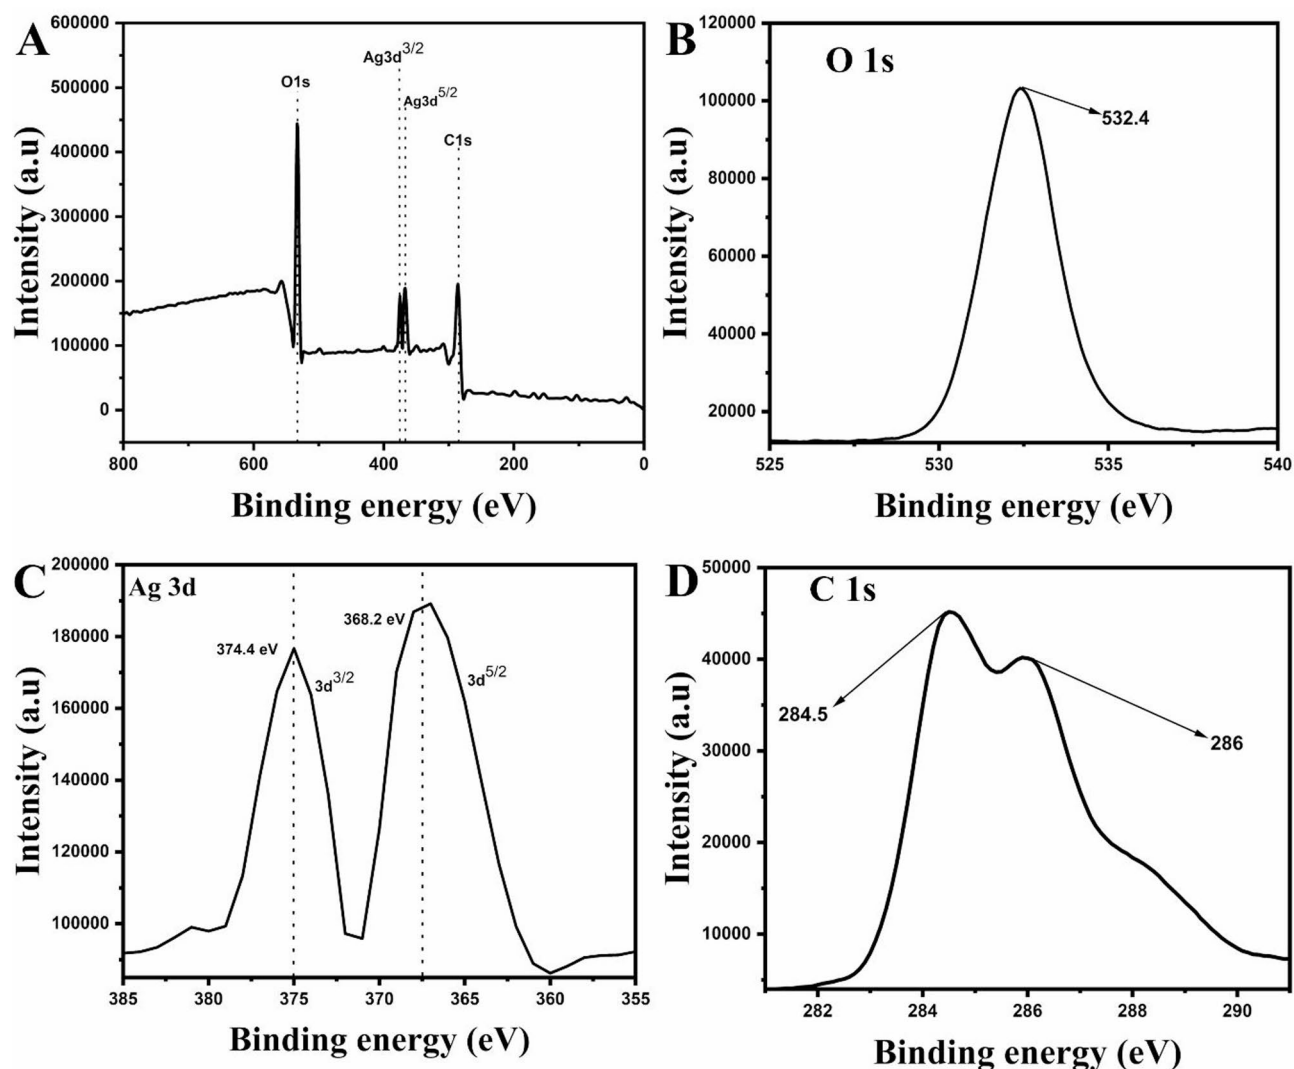 A
600000
500000
400000
300000
200000
100000
0
Intensity (a.u)
O1s
Ag3d3/2
Ag3d5/2
C1s
800
600
400
200
0
Binding energy (eV)
B
120000
100000
80000
60000
40000
20000
Intensity (a.u)
O 1s
532.4
525
530
535
540
Binding energy (eV)
C
200000
180000
160000
140000
120000
100000
Intensity (a.u)
Ag 3d
374.4 eV
3d3/2
368.2 eV
3d5/2
385
380
375
370
365
360
355
Binding energy (eV)
D
50000
40000
30000
20000
10000
Intensity (a.u)
C 1s
284.5
286
282
284
286
288
290
Binding energy (eV)